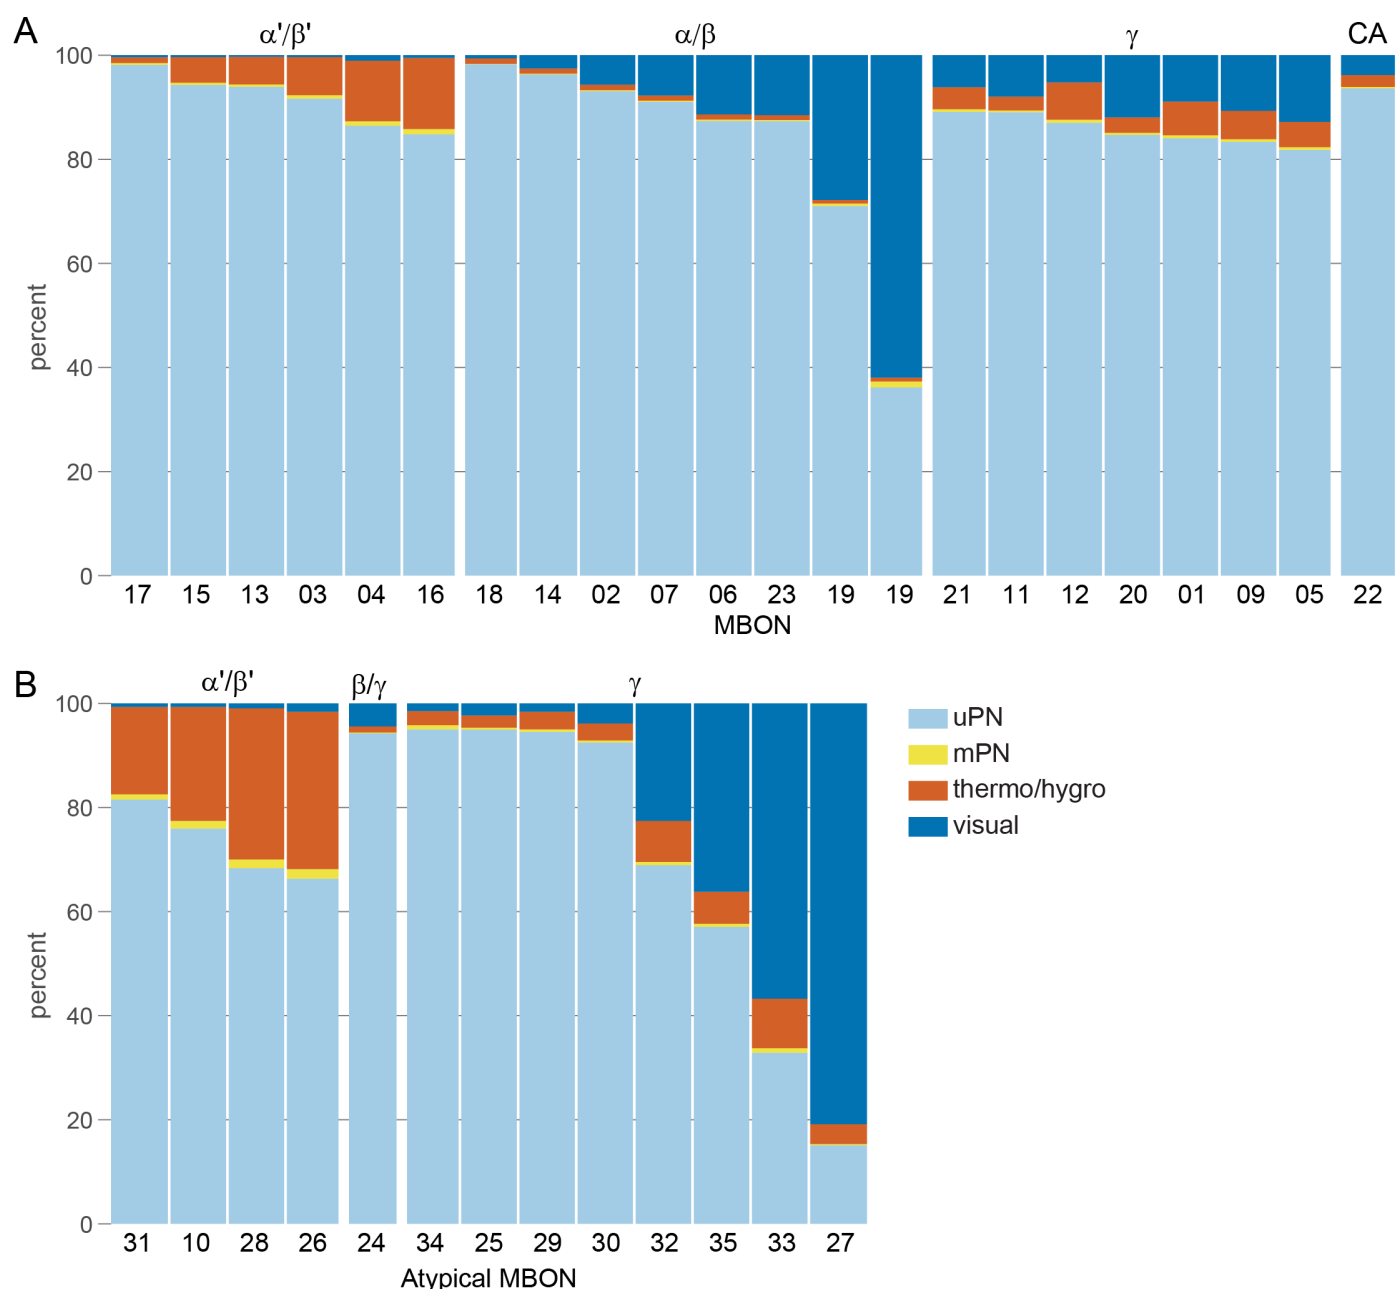 A
α'/β' α/β γ CA
100
80
60
40
20
0
percent
17 15 13 03 04 16 18 14 02 07 06 23 19 19 21 11 12 20 01 09 05 22
MBON
B
α'/β' β/γ γ
100
80
60
40
20
0
percent
31 10 28 26 24 34 25 29 30 32 35 33 27
Atypical MBON
uPN
mPN
thermo/hygro
visual